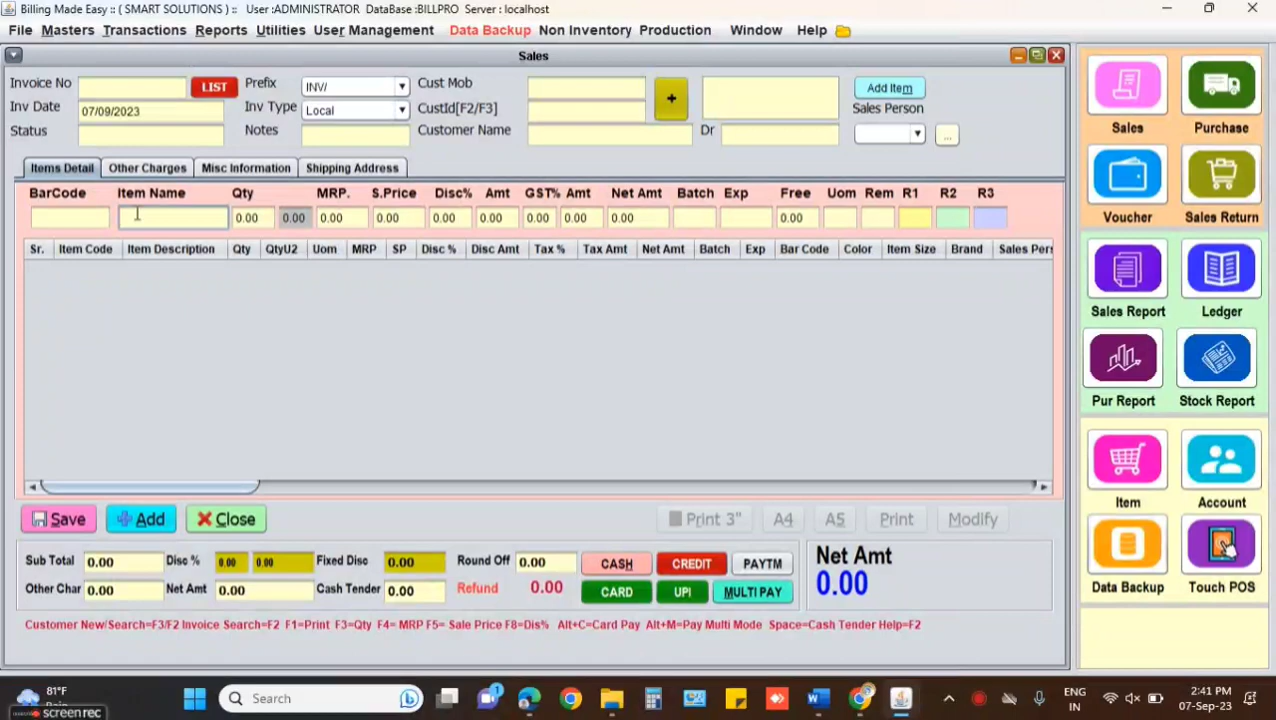 Billing Made Easy :: ( SMART SOLUTIONS ) ::   User :ADMINISTRATOR  DataBase :BILLPRO   Server : localhost
File Masters Transactions Reports Utilities User Management Data Backup Non Inventory Production Window Help
Sales
Invoice No LIST Prefix INV/ Cust Mob + Add Item
Inv Date 07/09/2023 Inv Type Local CustId[F2/F3] Sales Person
Status Notes Customer Name Dr ...
Items Detail Other Charges Misc Information Shipping Address
BarCode Item Name Qty MRP. S.Price Disc% Amt GST% Amt Net Amt Batch Exp Free Uom Rem R1 R2 R3
0.00 0.00 0.00 0.00 0.00 0.00 0.00 0.00 0.00 0.00
Sr. Item Code Item Description Qty QtyU2 Uom MRP SP Disc % Disc Amt Tax % Tax Amt Net Amt Batch Exp Bar Code Color Item Size Brand Sales Pers
Save Add Close Print 3" A4 A5 Print Modify
Sub Total 0.00 Disc % 0.00 0.00 Fixed Disc 0.00 Round Off 0.00 CASH CREDIT PAYTM
Other Char 0.00 Net Amt 0.00 Cash Tender 0.00 Refund 0.00 CARD UPI MULTI PAY
Net Amt
0.00
Customer New/Search=F3/F2 Invoice Search=F2 F1=Print F3=Qty F4= MRP F5= Sale Price F8=Dis% Alt+C=Card Pay Alt+M=Pay Multi Mode Space=Cash Tender Help=F2
Sales Purchase
Voucher Sales Return
Sales Report Ledger
Pur Report Stock Report
Item Account
Data Backup Touch POS
81°F
Search
ENG
IN
2:41 PM
07-Sep-23
screen rec